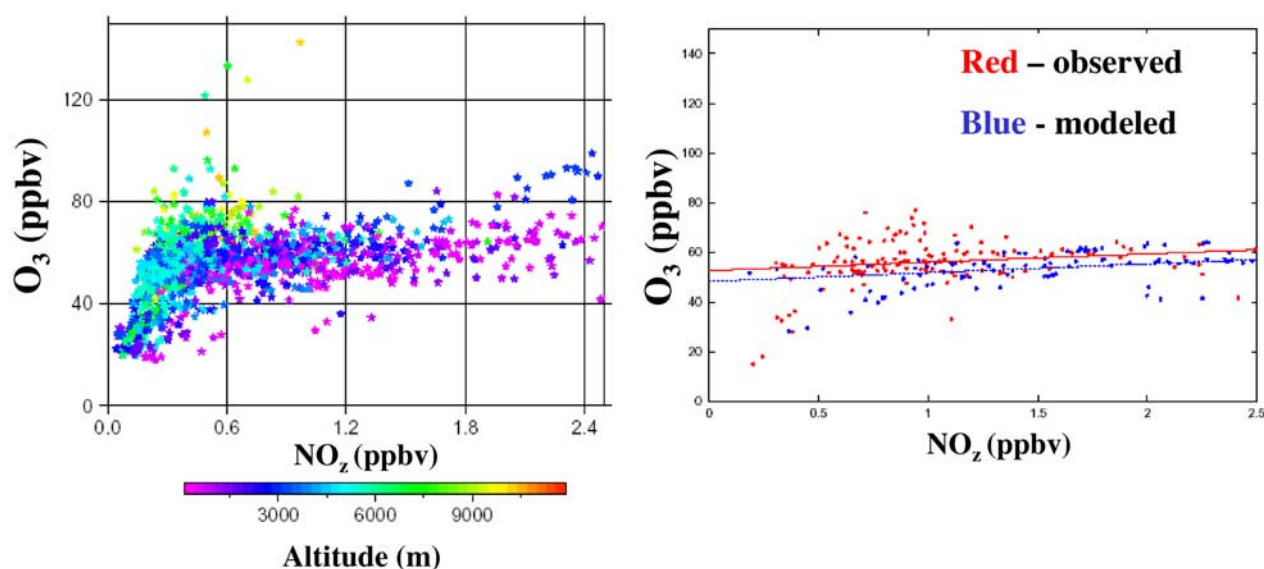 O3 (ppbv)
120
80
40
0
0.0 0.6 1.2 1.8 2.4
NOz (ppbv)
3000 6000 9000
Altitude (m)
Red – observed
Blue - modeled
O3 (ppbv)
140
120
100
80
60
40
20
0
0 0.5 1 1.5 2 2.5
NOz (ppbv)